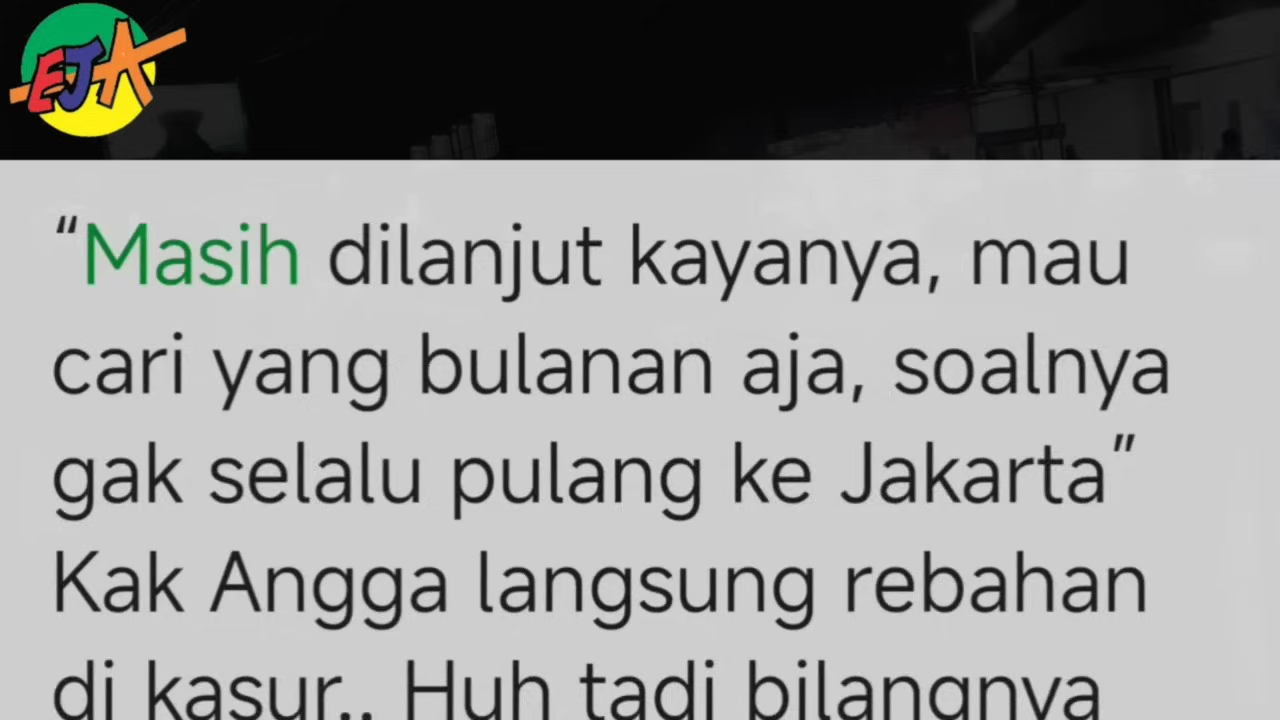 EJA
“Masih dilanjut kayanya, mau
cari yang bulanan aja, soalnya
gak selalu pulang ke Jakarta”
Kak Angga langsung rebahan
di kasur.. Huh tadi bilangnya